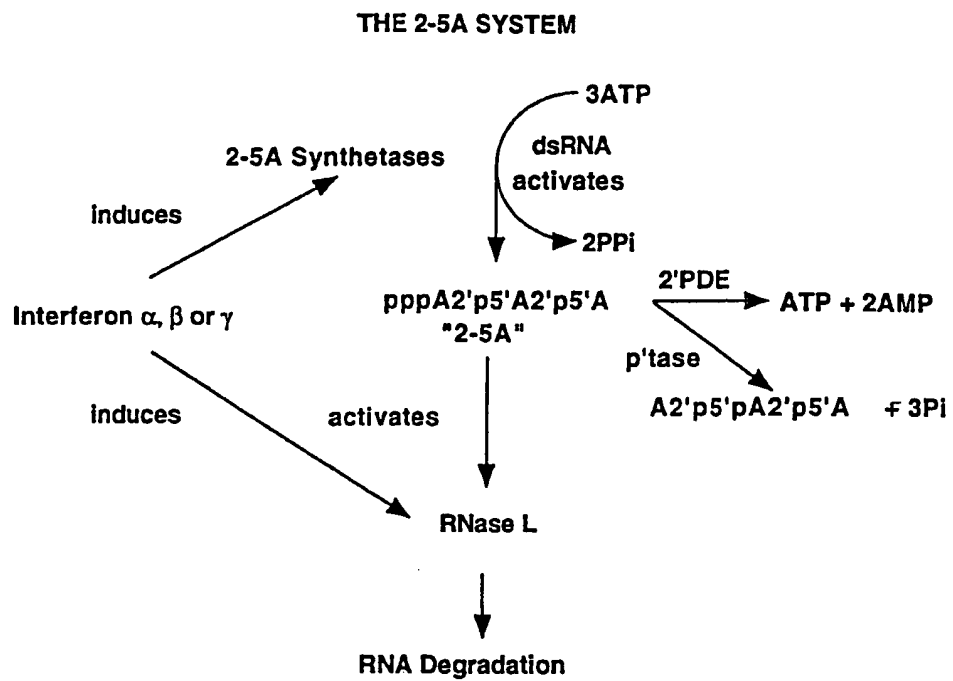 THE 2-5A SYSTEM
3ATP
dsRNA
activates
2-5A Synthetases
induces
2PPi
2'PDE
pppA2'p5'A2'p5'A
"2-5A"
ATP + 2AMP
Interferon α, β or γ
p'tase
A2'p5'pA2'p5'A + 3Pi
induces
activates
RNase L
RNA Degradation